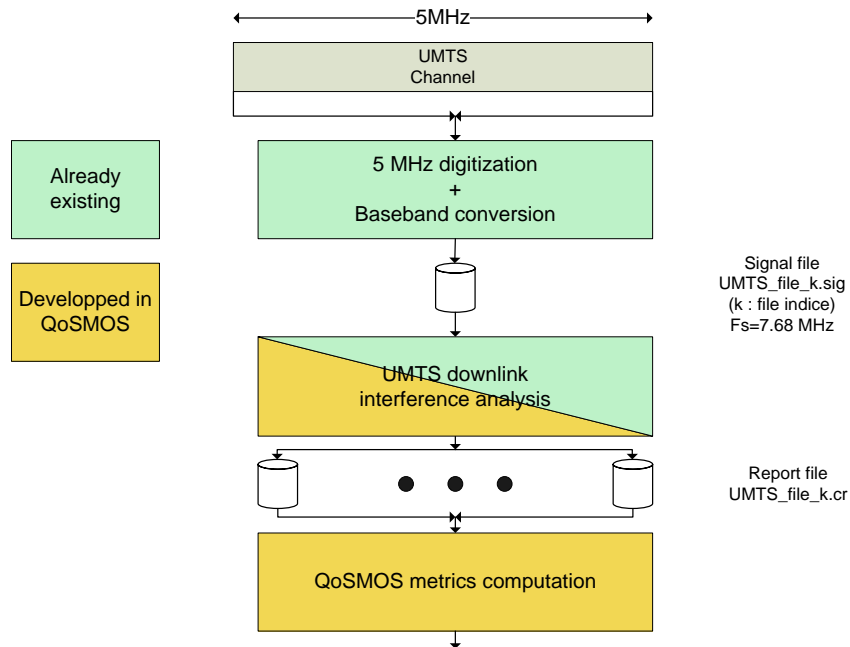 5MHz
UMTS
Channel
Already
existing
5 MHz digitization
+
Baseband conversion
Developped in
QoSMOS
Signal file
UMTS_file_k.sig
(k : file indice)
Fs=7.68 MHz
UMTS downlink
interference analysis
Report file
UMTS_file_k.cr
QoSMOS metrics computation